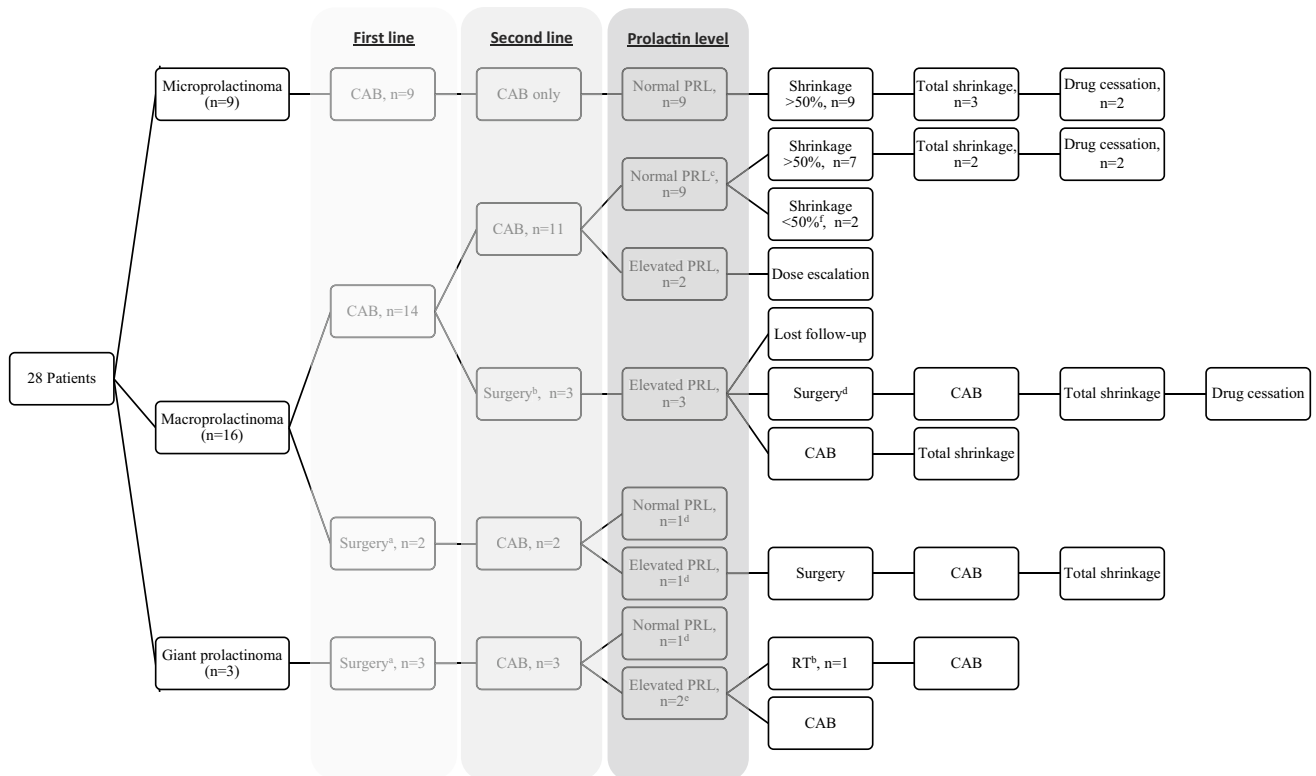 First line
Second line
Prolactin level
28 Patients
Microprolactinoma
(n=9)
CAB, n=9
CAB only
Normal PRL,
n=9
Shrinkage
>50%, n=9
Total shrinkage,
n=3
Drug cessation,
n=2
Macroprolactinoma
(n=16)
CAB, n=14
CAB, n=11
Normal PRLᶜ,
n=9
Shrinkage
>50%, n=7
Total shrinkage,
n=2
Drug cessation,
n=2
Shrinkage
<50%ᶠ, n=2
Elevated PRL,
n=2
Dose escalation
Surgeryᵇ, n=3
Elevated PRL,
n=3
Lost follow-up
Surgeryᵈ
CAB
Total shrinkage
Drug cessation
CAB
Total shrinkage
Surgeryᵃ, n=2
CAB, n=2
Normal PRL,
n=1ᵈ
Elevated PRL,
n=1ᵈ
Surgery
CAB
Total shrinkage
Giant prolactinoma
(n=3)
Surgeryᵃ, n=3
CAB, n=3
Normal PRL,
n=1ᵈ
Elevated PRL,
n=2ᵉ
RTᵇ, n=1
CAB
CAB